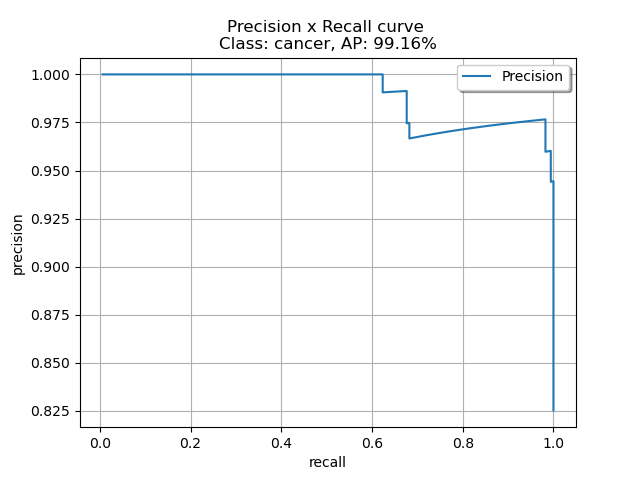 Precision x Recall curve
Class: cancer, AP: 99.16%
Precision
1.000
0.975
0.950
0.925
0.900
0.875
0.850
0.825
precision
0.0 0.2 0.4 0.6 0.8 1.0
recall